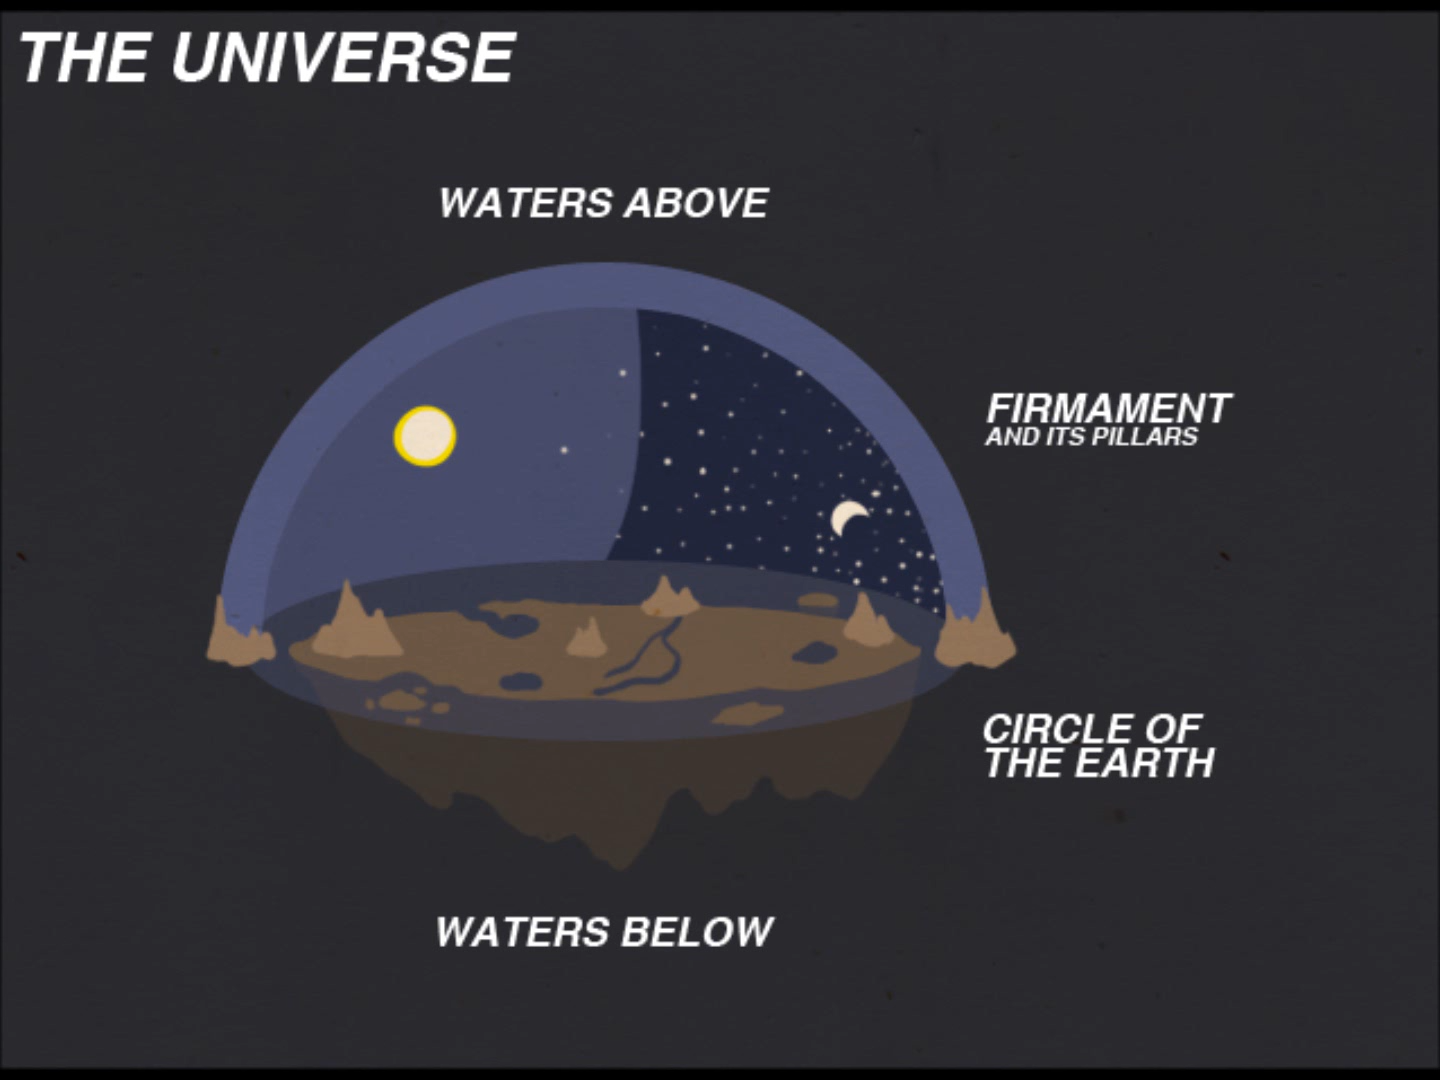 THE UNIVERSE
WATERS ABOVE
FIRMAMENT
AND ITS PILLARS
CIRCLE OF
THE EARTH
WATERS BELOW